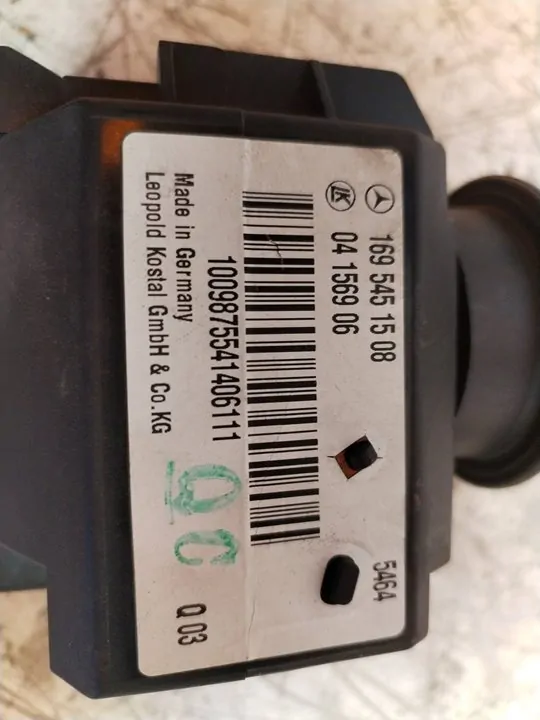 169 545 15 08
5464
LK 04 1569 06
1009875541406111
Made in Germany
Leopold Kostal GmbH & Co.KG
QC
Q 03